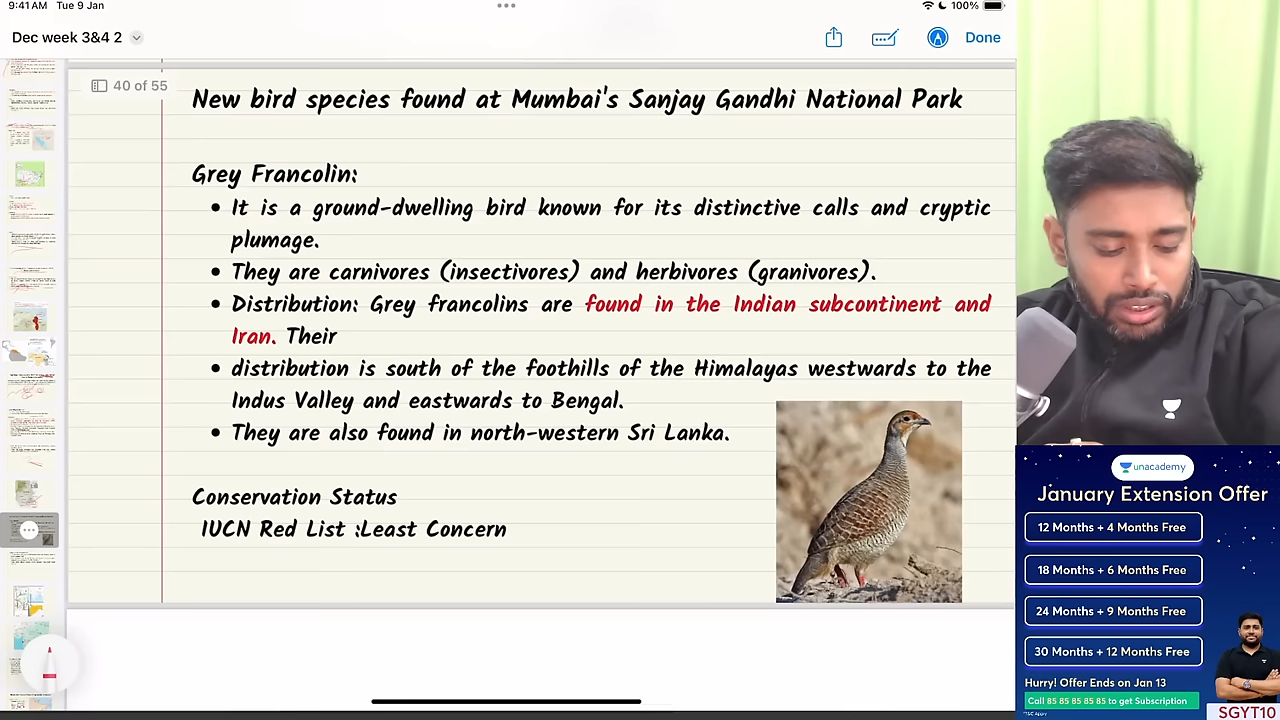 9:41 AM Tue 9 Jan
100%
Dec week 3&4 2
Done
40 of 55
New bird species found at Mumbai's Sanjay Gandhi National Park
Grey Francolin:
• It is a ground-dwelling bird known for its distinctive calls and cryptic
plumage.
• They are carnivores (insectivores) and herbivores (granivores).
• Distribution: Grey francolins are found in the Indian subcontinent and
Iran. Their
• distribution is south of the foothills of the Himalayas westwards to the
Indus Valley and eastwards to Bengal.
• They are also found in north-western Sri Lanka.
Conservation Status
IUCN Red List :Least Concern
unacademy
January Extension Offer
12 Months + 4 Months Free
18 Months + 6 Months Free
24 Months + 9 Months Free
30 Months + 12 Months Free
Hurry! Offer Ends on Jan 13
Call 85 85 85 85 85 to get Subscription
SGYT10